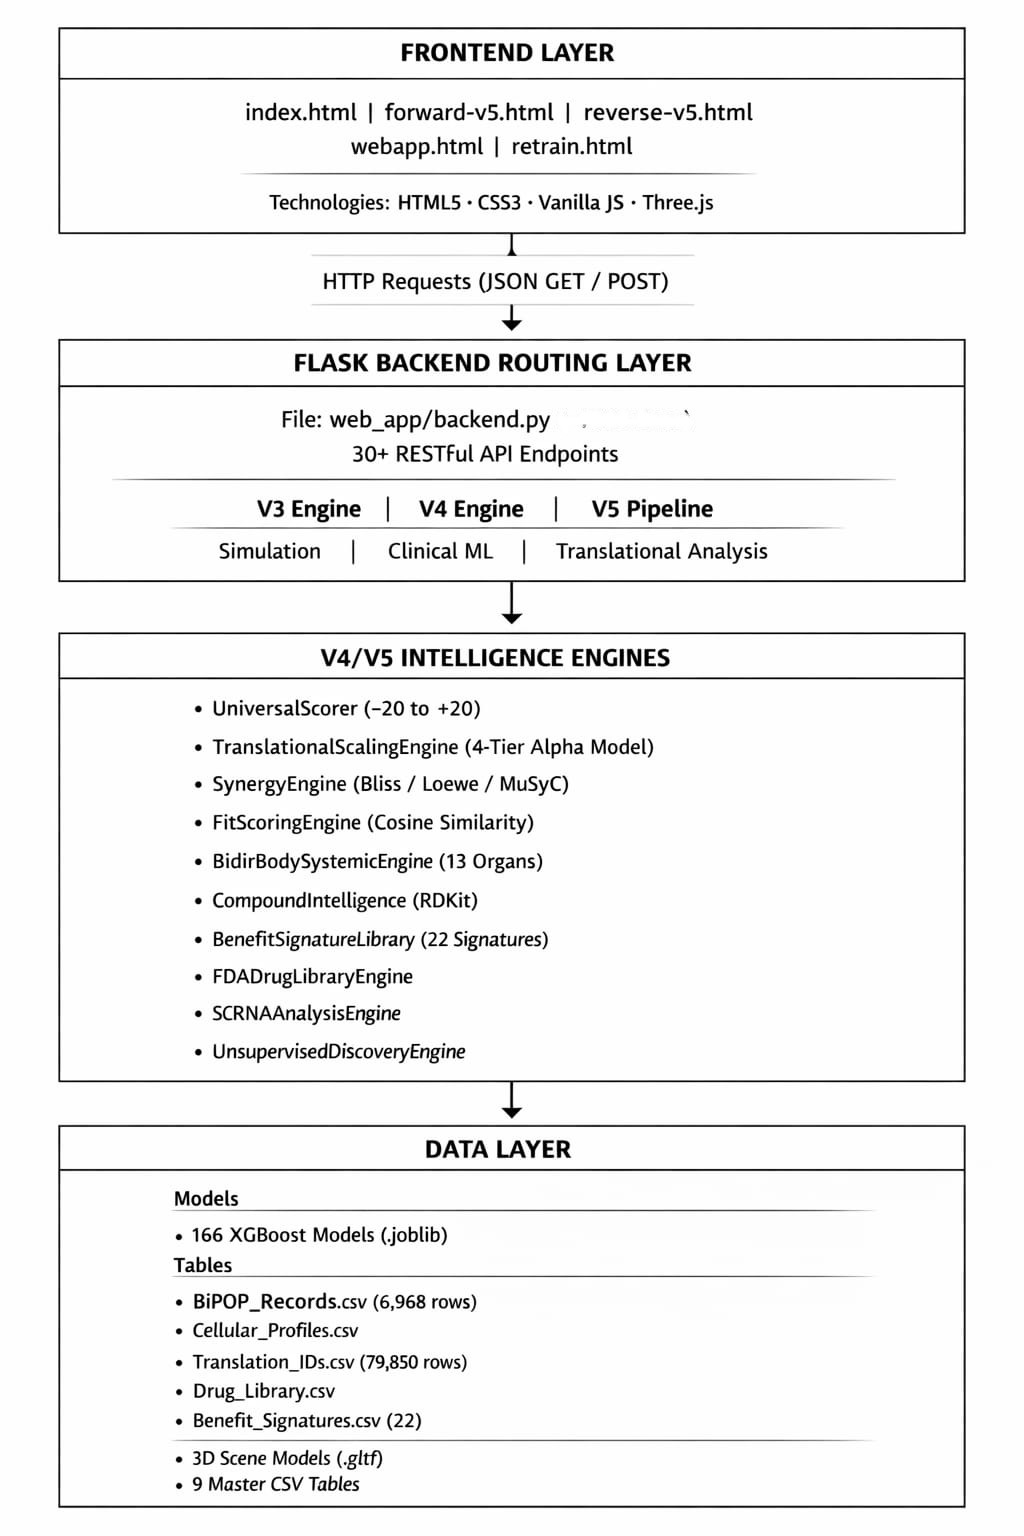 FRONTEND LAYER
index.html | forward-v5.html | reverse-v5.html
webapp.html | retrain.html
Technologies: HTML5 · CSS3 · Vanilla JS · Three.js
HTTP Requests (JSON GET / POST)
FLASK BACKEND ROUTING LAYER
File: web_app/backend.py
30+ RESTful API Endpoints
V3 Engine | V4 Engine | V5 Pipeline
Simulation | Clinical ML | Translational Analysis
V4/V5 INTELLIGENCE ENGINES
• UniversalScorer (–20 to +20)
• TranslationalScalingEngine (4-Tier Alpha Model)
• SynergyEngine (Bliss / Loewe / MuSyC)
• FitScoringEngine (Cosine Similarity)
• BidirBodySystemicEngine (13 Organs)
• CompoundIntelligence (RDKit)
• BenefitSignatureLibrary (22 Signatures)
• FDADrugLibraryEngine
• SCRNAAnalysisEngine
• UnsupervisedDiscoveryEngine
DATA LAYER
Models
• 166 XGBoost Models (.joblib)
Tables
• BiPOP_Records.csv (6,968 rows)
• Cellular_Profiles.csv
• Translation_IDs.csv (79,850 rows)
• Drug_Library.csv
• Benefit_Signatures.csv (22)
• 3D Scene Models (.gltf)
• 9 Master CSV Tables